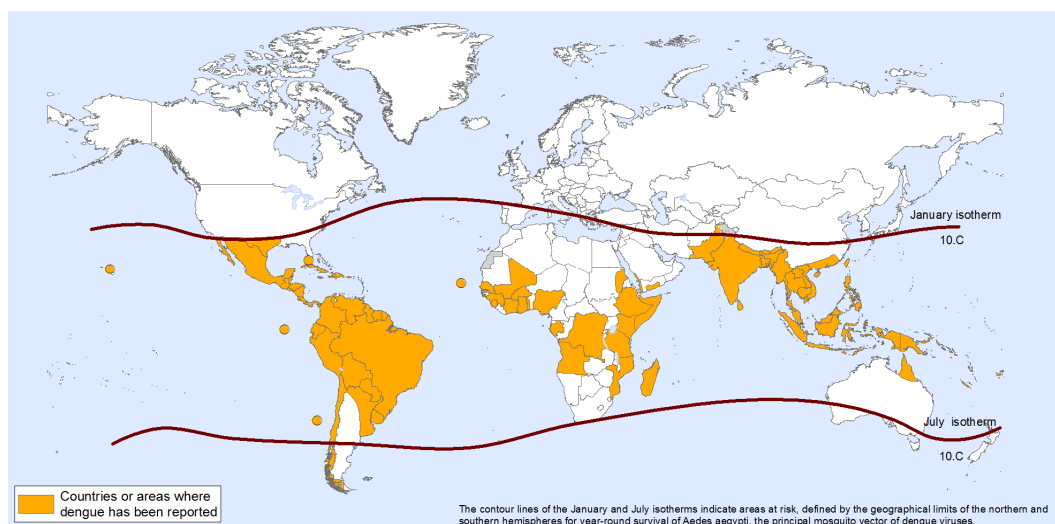 January isotherm
10.C
July isotherm
10.C
Countries or areas where
dengue has been reported
The contour lines of the January and July isotherms indicate areas at risk, defined by the geographical limits of the northern and
southern hemispheres for year-round survival of Aedes aegypti, the principal mosquito vector of dengue viruses.